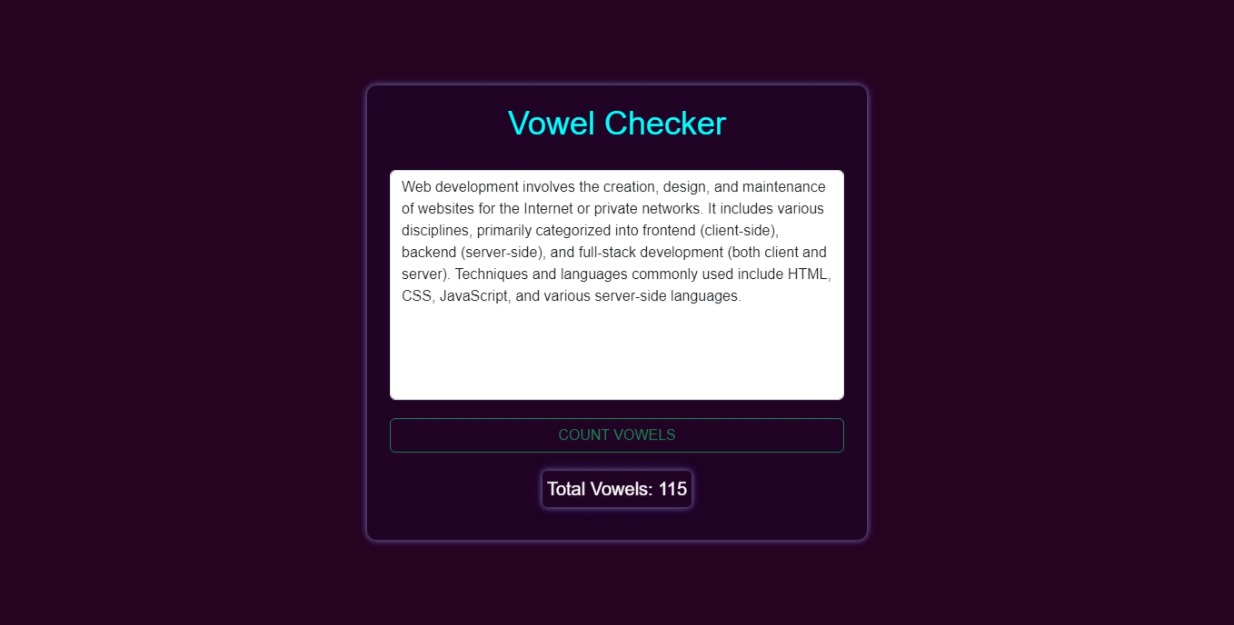 Vowel Checker
Web development involves the creation, design, and maintenance
of websites for the Internet or private networks. It includes various
disciplines, primarily categorized into frontend (client-side),
backend (server-side), and full-stack development (both client and
server). Techniques and languages commonly used include HTML,
CSS, JavaScript, and various server-side languages.
COUNT VOWELS
Total Vowels: 115